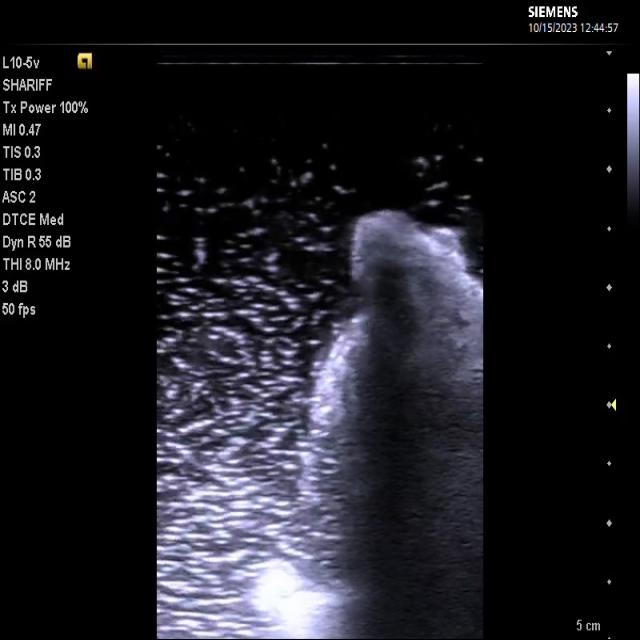 SIEMENS
10/15/2023 12:44:57
L10-5v
SHARIFF
Tx Power 100%
MI 0.47
TIS 0.3
TIB 0.3
ASC 2
DTCE Med
Dyn R 55 dB
THI 8.0 MHz
3 dB
50 fps
5 cm